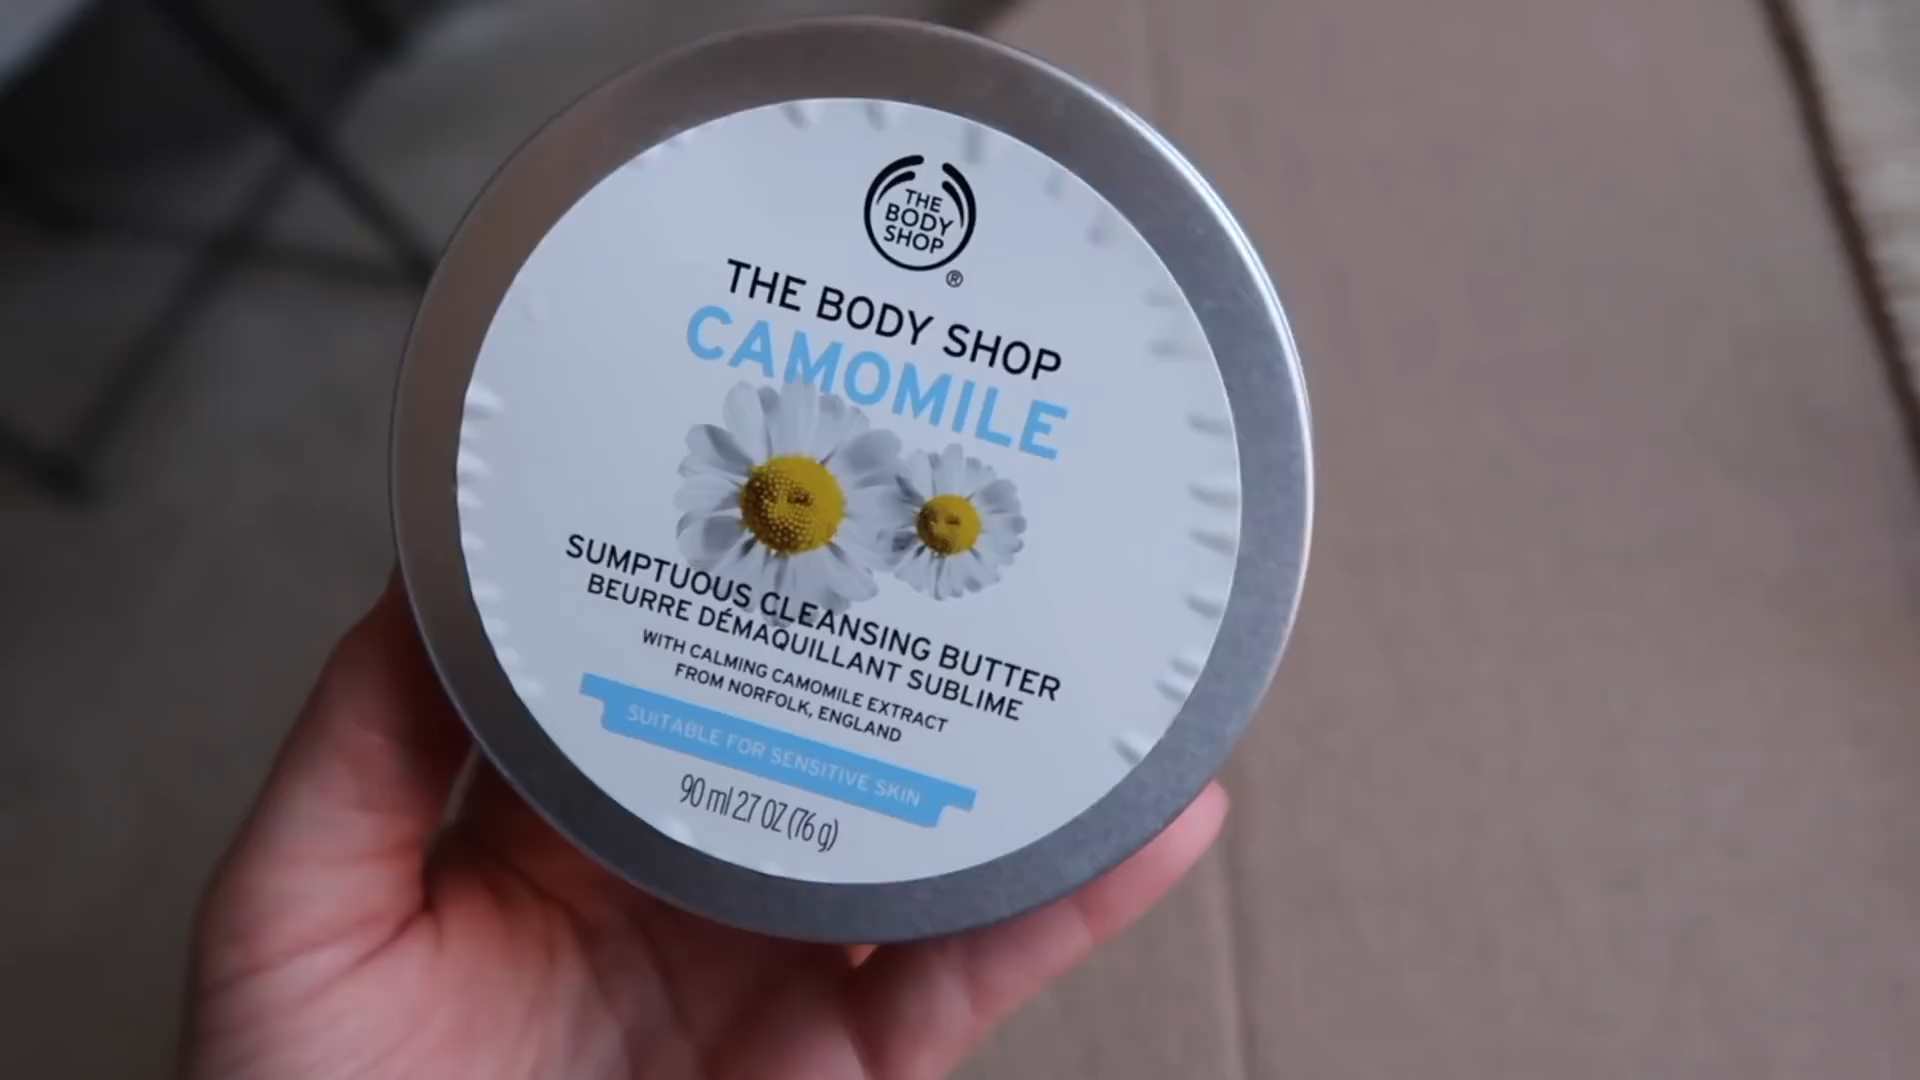 THE
BODY
SHOP
®
THE BODY SHOP
CAMOMILE
SUMPTUOUS CLEANSING BUTTER
BEURRE DÉMAQUILLANT SUBLIME
WITH CALMING CAMOMILE EXTRACT
FROM NORFOLK, ENGLAND
SUITABLE FOR SENSITIVE SKIN
90 ml 2.7 OZ (76 g)